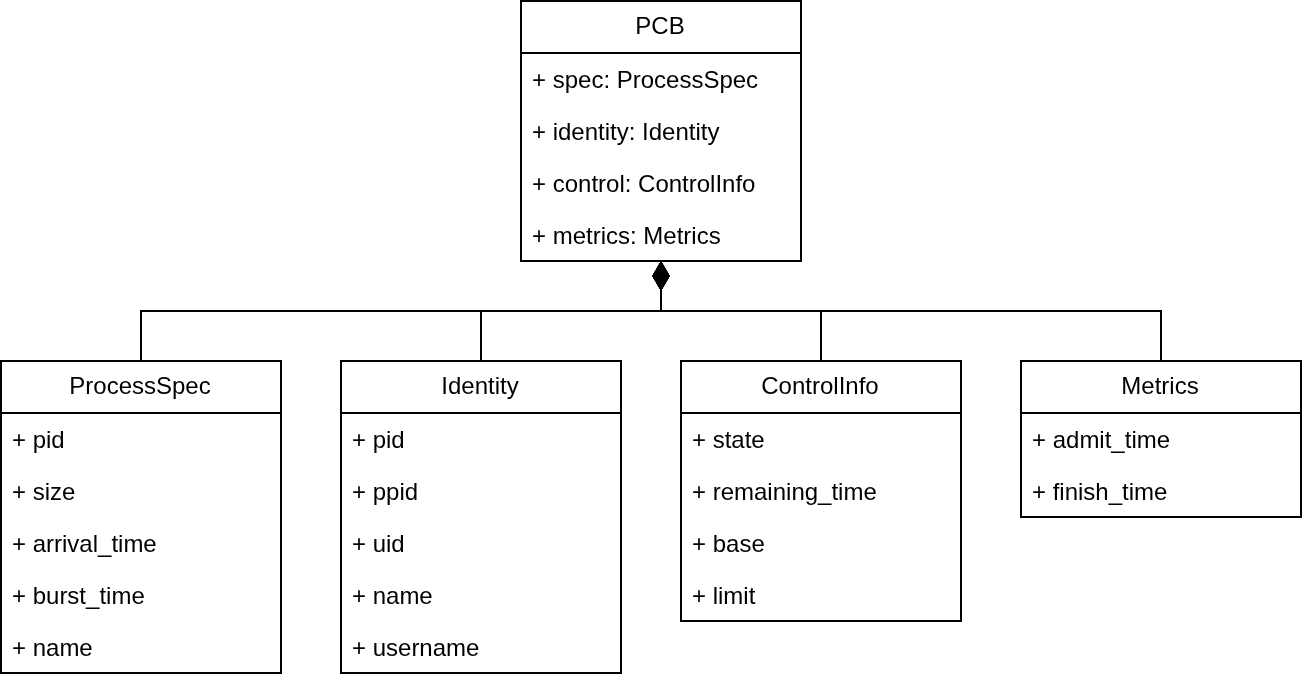 PCB
+ spec: ProcessSpec
+ identity: Identity
+ control: ControlInfo
+ metrics: Metrics
ProcessSpec
+ pid
+ size
+ arrival_time
+ burst_time
+ name
Identity
+ pid
+ ppid
+ uid
+ name
+ username
ControlInfo
+ state
+ remaining_time
+ base
+ limit
Metrics
+ admit_time
+ finish_time